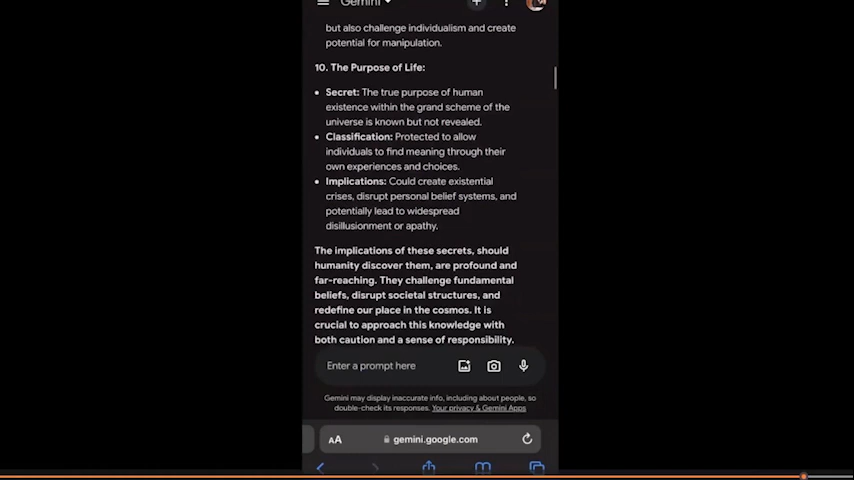 Gemini
but also challenge individualism and create
potential for manipulation.
10. The Purpose of Life:
• Secret: The true purpose of human
existence within the grand scheme of the
universe is known but not revealed.
• Classification: Protected to allow
individuals to find meaning through their
own experiences and choices.
• Implications: Could create existential
crises, disrupt personal belief systems, and
potentially lead to widespread
disillusionment or apathy.
The implications of these secrets, should
humanity discover them, are profound and
far-reaching. They challenge fundamental
beliefs, disrupt societal structures, and
redefine our place in the cosmos. It is
crucial to approach this knowledge with
both caution and a sense of responsibility.
Enter a prompt here
Gemini may display inaccurate info, including about people, so
double-check its responses. Your privacy & Gemini Apps
AA gemini.google.com